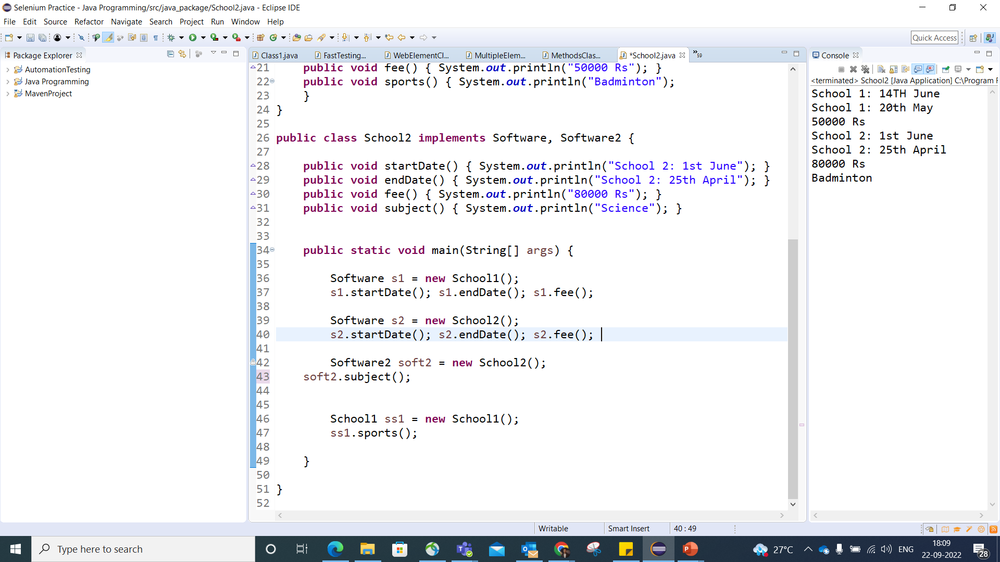 Selenium Practice - Java Programming/src/java_package/School2.java - Eclipse IDE
File Edit Source Refactor Navigate Search Project Run Window Help
Quick Access
Package Explorer
AutomationTesting
Java Programming
MavenProject
Class1.java FastTesting... WebElementCl... MultipleElem... MethodsClas... *School2.java »59
21 public void fee() { System.out.println("50000 Rs"); }
22 public void sports() { System.out.println("Badminton");
23 }
24 }
25
26 public class School2 implements Software, Software2 {
27
28 public void startDate() { System.out.println("School 2: 1st June"); }
29 public void endDate() { System.out.println("School 2: 25th April"); }
30 public void fee() { System.out.println("80000 Rs"); }
31 public void subject() { System.out.println("Science"); }
32
33
34 public static void main(String[] args) {
35
36 Software s1 = new School1();
37 s1.startDate(); s1.endDate(); s1.fee();
38
39 Software s2 = new School2();
40 s2.startDate(); s2.endDate(); s2.fee();
41
42 Software2 soft2 = new School2();
43 soft2.subject();
44
45
46 School1 ss1 = new School1();
47 ss1.sports();
48
49 }
50
51 }
52
Console
<terminated> School2 [Java Application] C:\Program F
School 1: 14TH June
School 1: 20th May
50000 Rs
School 2: 1st June
School 2: 25th April
80000 Rs
Badminton
Writable Smart Insert 40 : 49
Type here to search
27°C ENG
18:09
22-09-2022
28